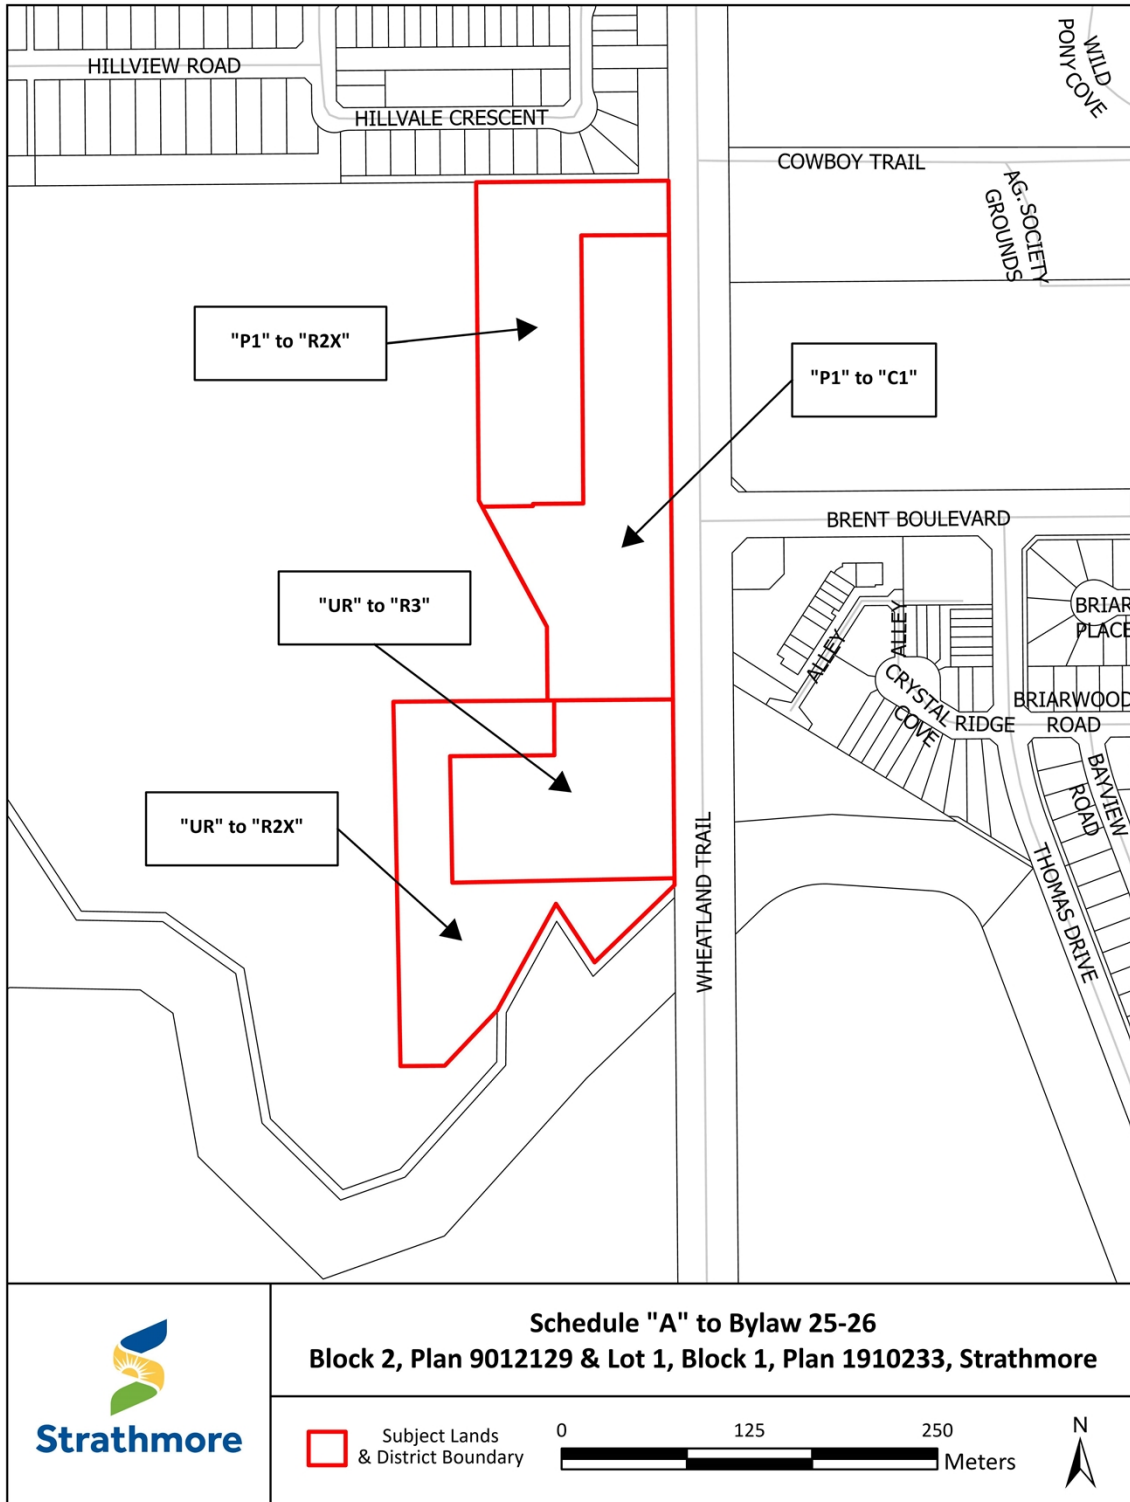 HILLVIEW ROAD
HILLVALE CRESCENT
WILD
PONY COVE
COWBOY TRAIL
AG. SOCIETY
GROUNDS
"P1" to "R2X"
"P1" to "C1"
BRENT BOULEVARD
"UR" to "R3"
BRIAR
PLACE
ALLEY
ALLEY
CRYSTAL RIDGE
COVE
BRIARWOOD
ROAD
BAYVIEW
ROAD
"UR" to "R2X"
WHEATLAND TRAIL
THOMAS DRIVE
Schedule "A" to Bylaw 25-26
Block 2, Plan 9012129 & Lot 1, Block 1, Plan 1910233, Strathmore
Strathmore
Subject Lands
& District Boundary
0 125 250
Meters
N